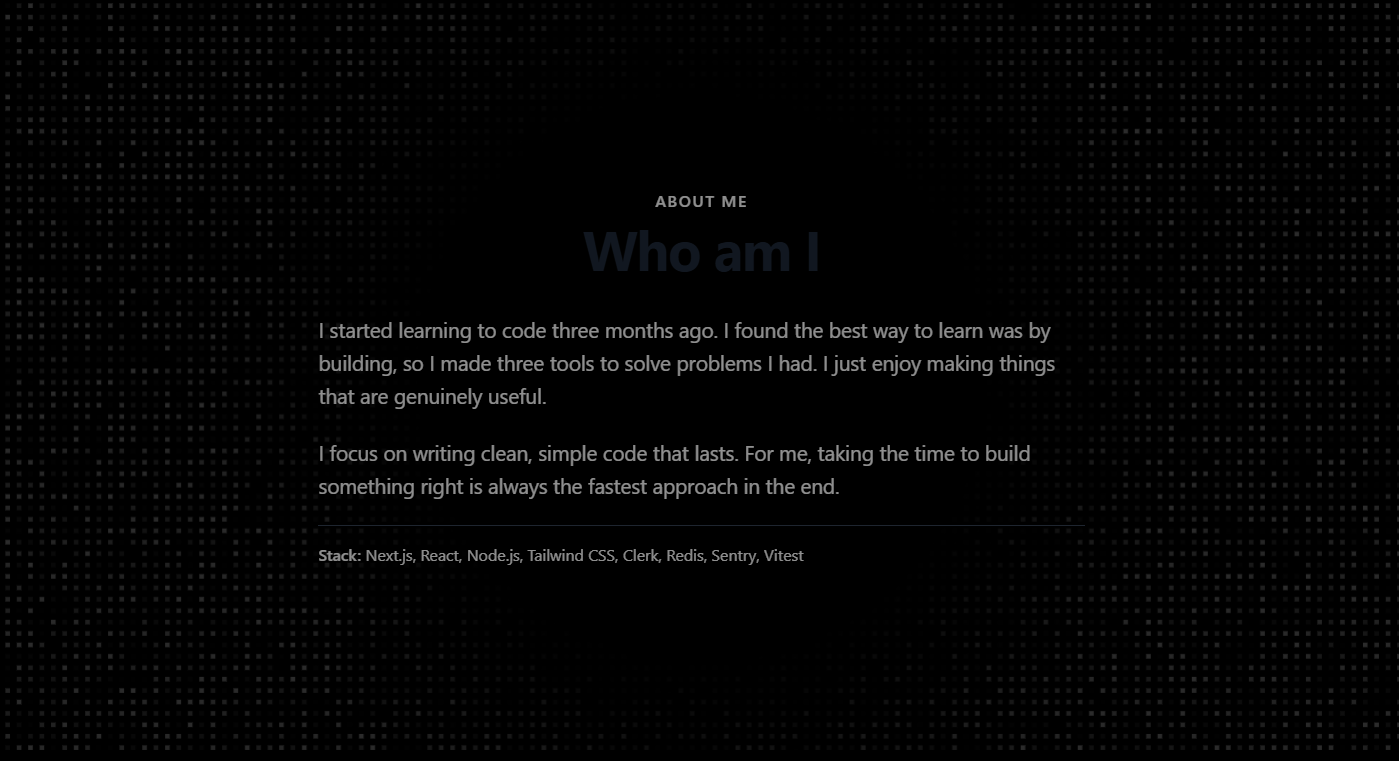 ABOUT ME
Who am I
I started learning to code three months ago. I found the best way to learn was by
building, so I made three tools to solve problems I had. I just enjoy making things
that are genuinely useful.
I focus on writing clean, simple code that lasts. For me, taking the time to build
something right is always the fastest approach in the end.
Stack: Next.js, React, Node.js, Tailwind CSS, Clerk, Redis, Sentry, Vitest